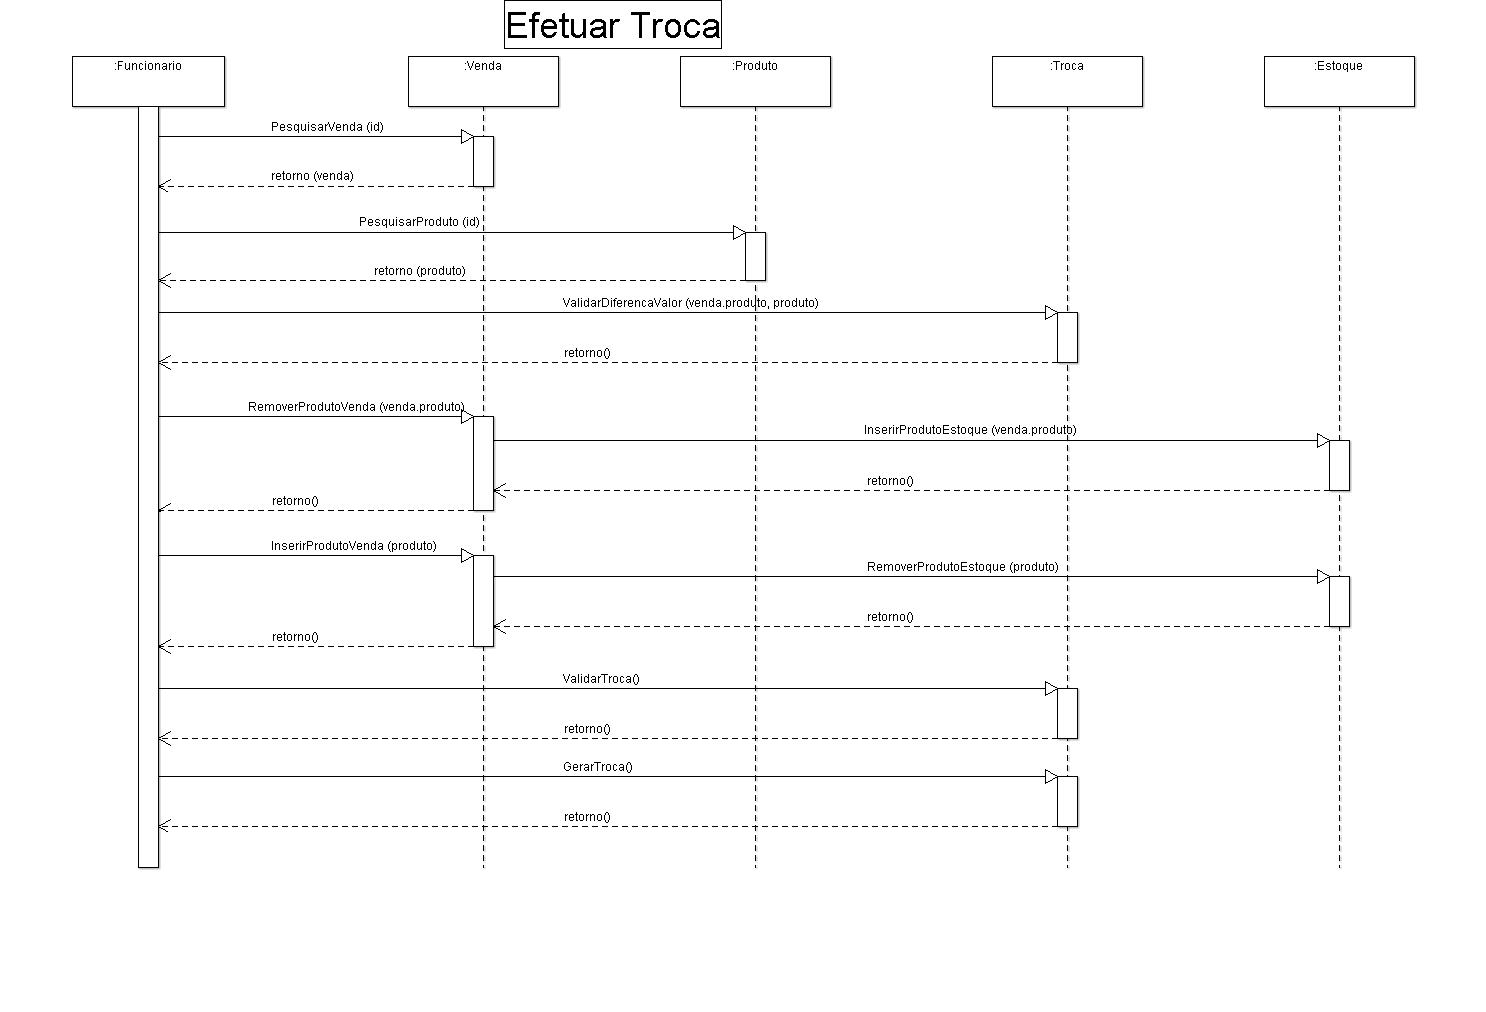 Efetuar Troca
:Funcionario
:Venda
:Produto
:Troca
:Estoque
PesquisarVenda (id)
retorno (venda)
PesquisarProduto (id)
retorno (produto)
ValidarDiferencaValor (venda.produto, produto)
retorno()
RemoverProdutoVenda (venda.produto)
InserirProdutoEstoque (venda.produto)
retorno()
retorno()
InserirProdutoVenda (produto)
RemoverProdutoEstoque (produto)
retorno()
retorno()
ValidarTroca()
retorno()
GerarTroca()
retorno()